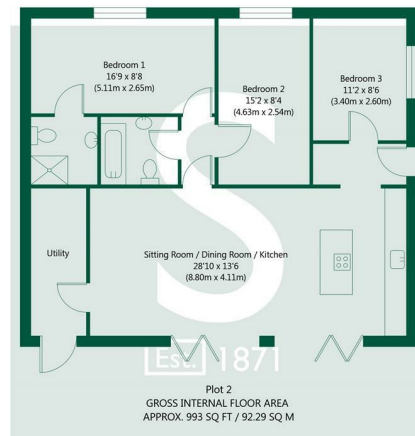 Bedroom 1
16'9 x 8'8
(5.11m x 2.65m)
Bedroom 2
15'2 x 8'4
(4.63m x 2.54m)
Bedroom 3
11'2 x 8'6
(3.40m x 2.60m)
Utility
Sitting Room / Dining Room / Kitchen
28'10 x 13'6
(8.80m x 4.11m)
S
Est. 1871
Plot 2
GROSS INTERNAL FLOOR AREA
APPROX. 993 SQ FT / 92.29 SQ M